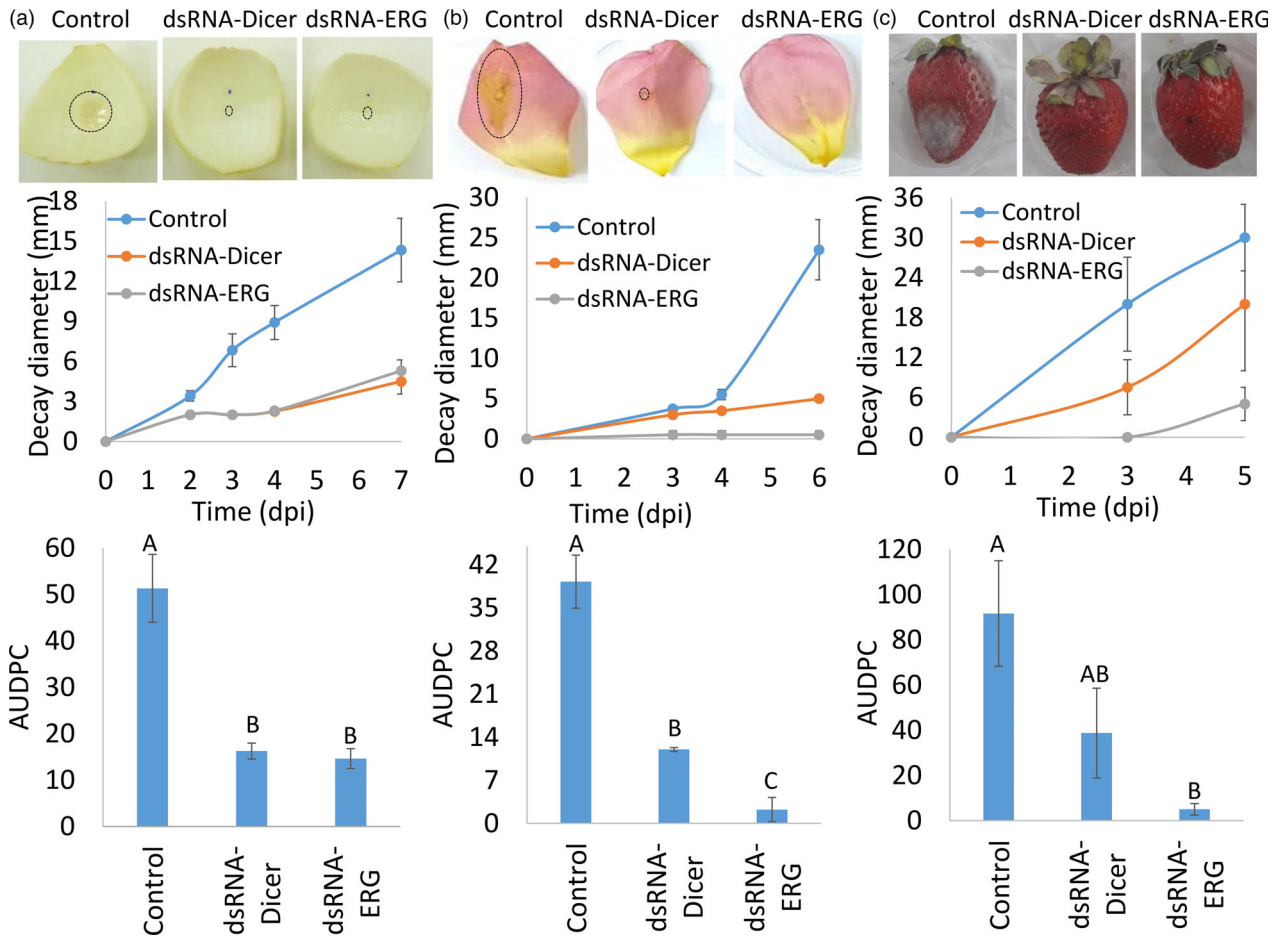 (a) Control dsRNA-Dicer dsRNA-ERG
(b) Control dsRNA-Dicer dsRNA-ERG
(c) Control dsRNA-Dicer dsRNA-ERG
Decay diameter (mm)
18
15
12
9
6
3
0
Control
dsRNA-Dicer
dsRNA-ERG
0 1 2 3 4 5 6 7
Time (dpi)
Decay diameter (mm)
30
25
20
15
10
5
0
Control
dsRNA-Dicer
dsRNA-ERG
0 1 2 3 4 5 6
Time (dpi)
Decay diameter (mm)
36
30
24
18
12
6
0
Control
dsRNA-Dicer
dsRNA-ERG
0 1 2 3 4 5
Time (dpi)
AUDPC
60
50
40
30
20
10
0
A
B
B
Control
dsRNA-
Dicer
dsRNA-
ERG
AUDPC
42
35
28
21
14
7
0
A
B
C
Control
dsRNA-
Dicer
dsRNA-
ERG
AUDPC
120
100
80
60
40
20
0
A
AB
B
Control
dsRNA-
Dicer
dsRNA-
ERG